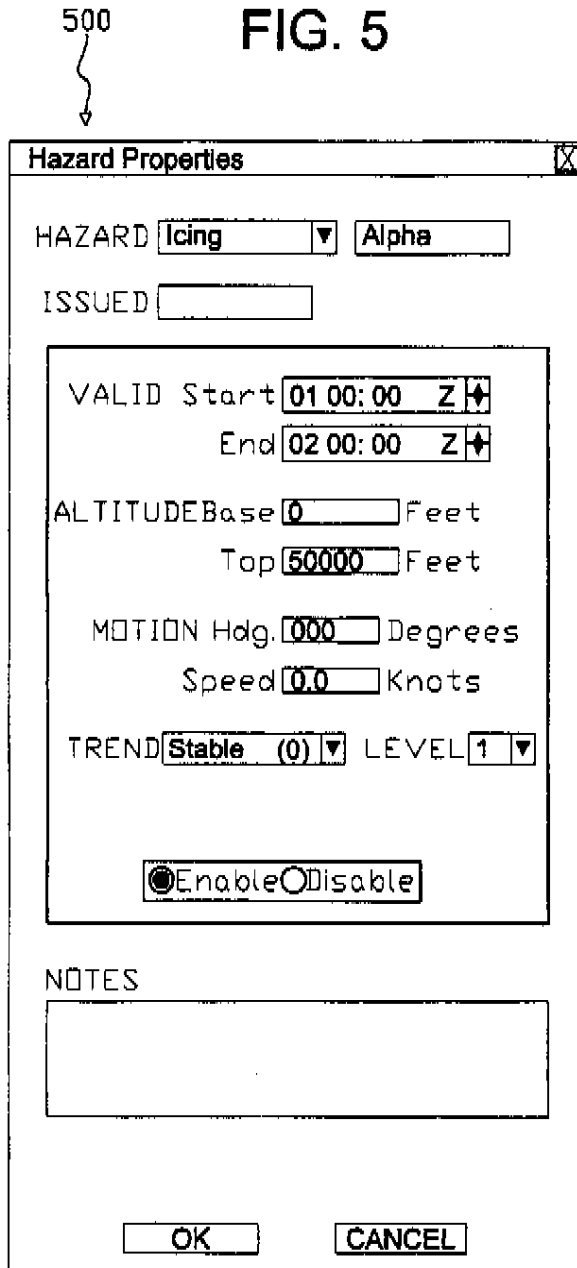 500 FIG. 5
Hazard Properties X
HAZARD Icing Alpha
ISSUED
VALID Start 01 00: 00 Z
End 02 00: 00 Z
ALTITUDEBase 0 Feet
Top 50000 Feet
MOTION Hdg. 000 Degrees
Speed 0.0 Knots
TREND Stable (0) LEVEL 1
Enable Disable
NOTES
OK CANCEL